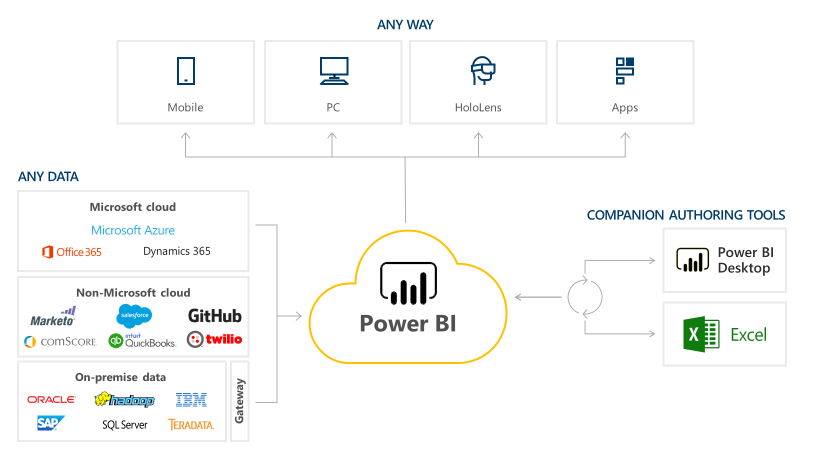 ANY WAY
Mobile
PC
HoloLens
Apps
ANY DATA
Microsoft cloud
Microsoft Azure
Office 365
Dynamics 365
Non-Microsoft cloud
Marketo
salesforce
GitHub
comSCORE
qb
intuit
QuickBooks.
twilio
On-premise data
ORACLE
hadoop
IBM
SAP
SQL Server
TERADATA.
Gateway
Power BI
COMPANION AUTHORING TOOLS
Power BI
Desktop
X
Excel